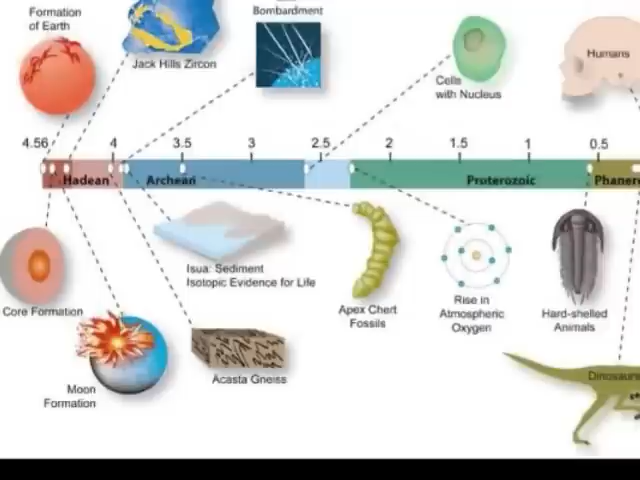 Formation
of Earth
Jack Hills Zircon
Bombardment
Cells
with Nucleus
Humans
4.56
4
3.5
3
2.5
2
1.5
1
0.5
Hadean
Archean
Proterozoic
Phaner
Core Formation
Isua: Sediment
Isotopic Evidence for Life
Apex Chert
Fossils
Rise in
Atmospheric
Oxygen
Hard-shelled
Animals
Moon
Formation
Acasta Gneiss
Dinosaurs